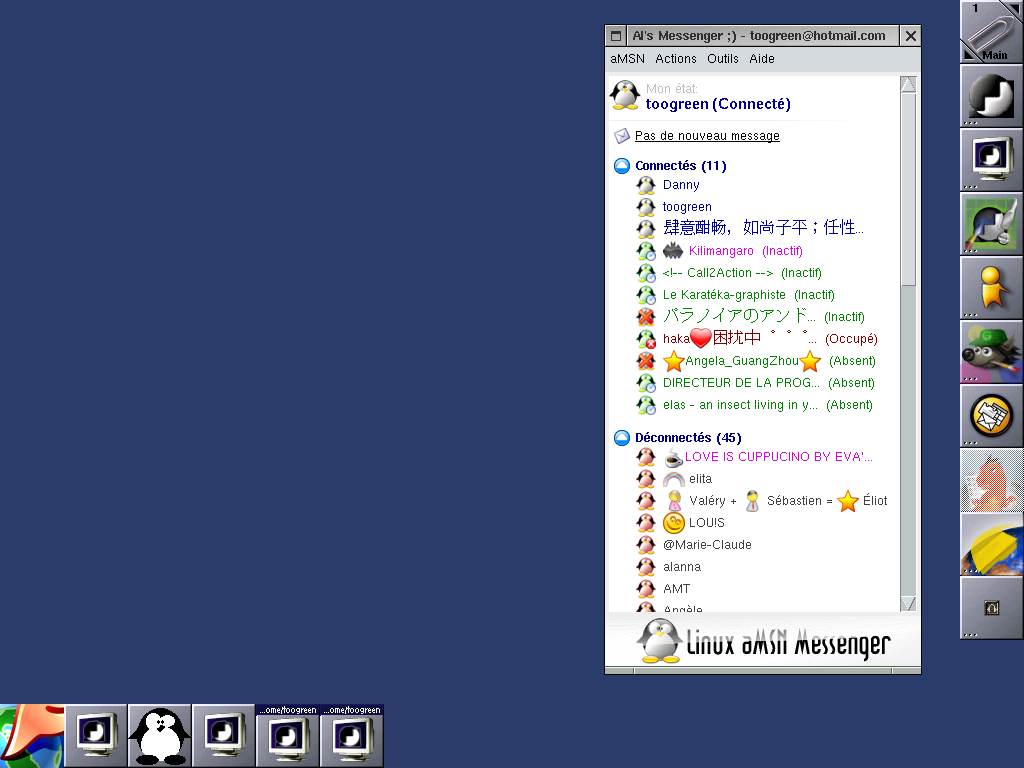 Al's Messenger ;) - toogreen@hotmail.com
aMSN Actions Outils Aide
Mon état:
toogreen (Connecté)
Pas de nouveau message
Connectés (11)
Danny
toogreen
肆意酣畅，如尚子平；任性...
Kilimangaro (Inactif)
<!-- Call2Action --> (Inactif)
Le Karatéka-graphiste (Inactif)
パラノイアのアンド... (Inactif)
haka困扰中゜゜゜... (Occupé)
Angela_GuangZhou (Absent)
DIRECTEUR DE LA PROG... (Absent)
elas - an insect living in y... (Absent)
Déconnectés (45)
LOVE IS CUPPUCINO BY EVA'...
elita
Valéry + Sébastien = Éliot
LOU!S
@Marie-Claude
alanna
AMT
Angèle
Linux aMSN Messenger
1
Main
...ome/toogreen ...ome/toogreen